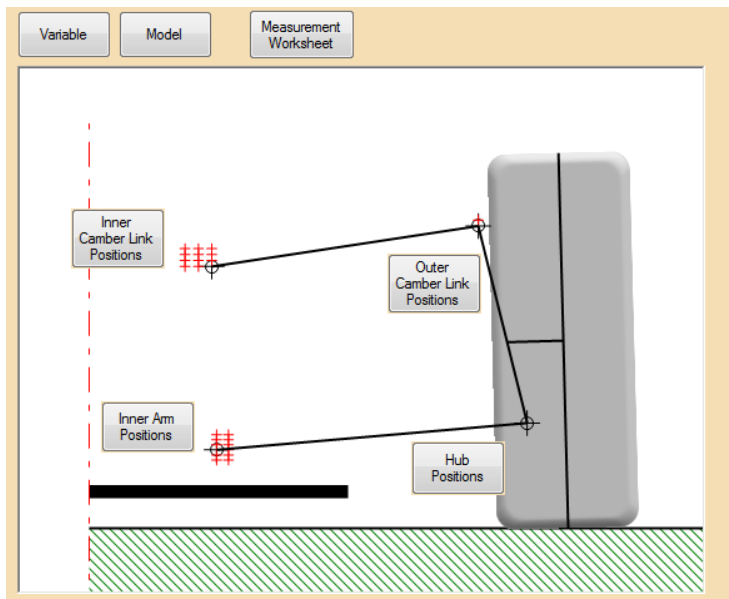 Variable
Model
Measurement
Worksheet
Inner
Camber Link
Positions
Outer
Camber Link
Positions
Inner Arm
Positions
Hub
Positions